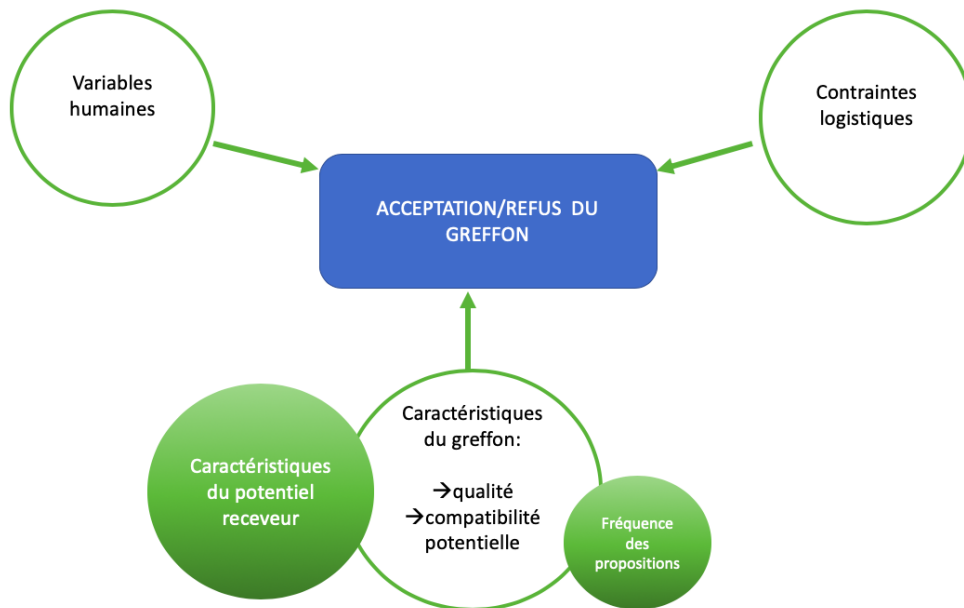 Variables
humaines
Contraintes
logistiques
ACCEPTATION/REFUS DU
GREFFON
Caractéristiques
du potentiel
receveur
Caractéristiques
du greffon:
→qualité
→compatibilité
potentielle
Fréquence
des
propositions